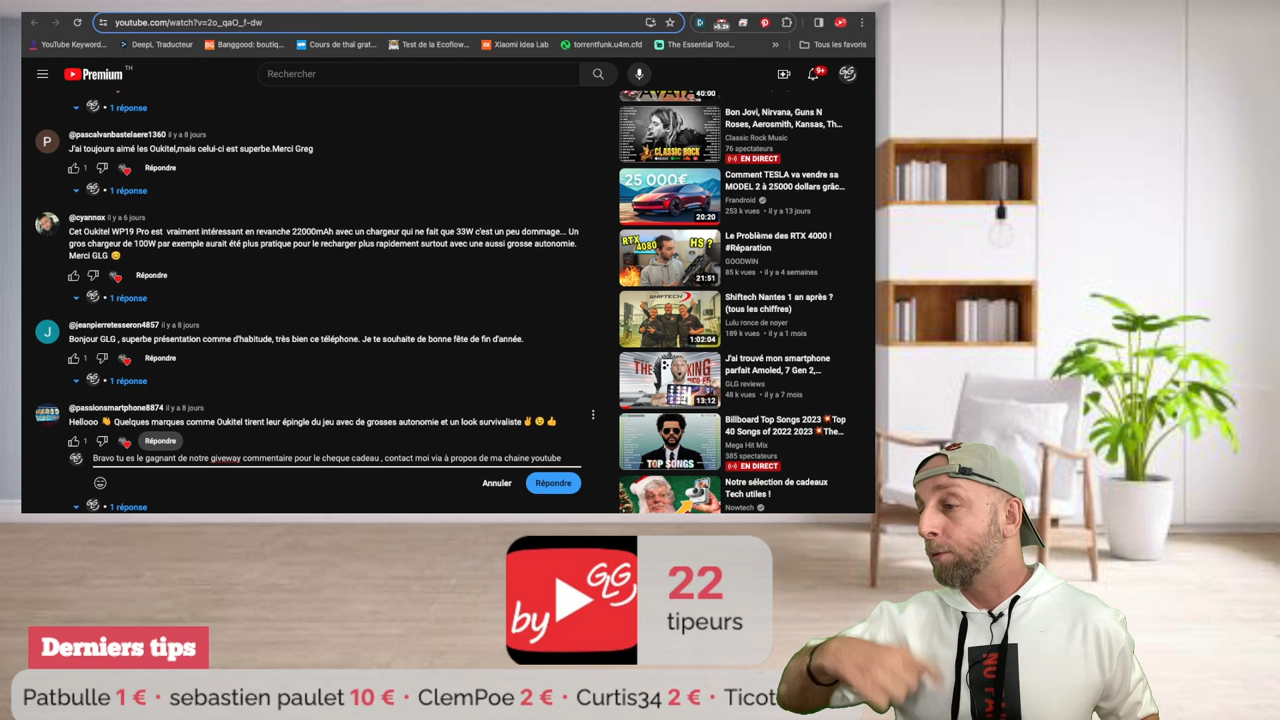 youtube.com/watch?v=2o_qaO_f-dw
YouTube Keyword...
DeepL Traducteur
Banggood: boutiq...
Cours de thaï grat...
Test de la Ecoflow...
Xiaomi Idea Lab
torrentfunk.u4m.cfd
The Essential Tool...
»
Tous les favoris
Premium TH
Rechercher
9+
• 1 réponse
@pascalvanbastelaere1360 il y a 8 jours
J'ai toujours aimé les Oukitel,mais celui-ci est superbe.Merci Greg
1
Répondre
• 1 réponse
@cyannox il y a 6 jours
Cet Oukitel WP19 Pro est vraiment intéressant en revanche 22000mAh avec un chargeur qui ne fait que 33W c'est un peu dommage... Un
gros chargeur de 100W par exemple aurait été plus pratique pour le recharger plus rapidement surtout avec une aussi grosse autonomie.
Merci GLG 😊
Répondre
• 1 réponse
@jeanpierretesseron4857 il y a 8 jours
Bonjour GLG , superbe présentation comme d'habitude, très bien ce téléphone. Je te souhaite de bonne fête de fin d'année.
1
Répondre
• 1 réponse
@passionsmartphone8874 il y a 8 jours
Hellooo 👋 Quelques marques comme Oukitel tirent leur épingle du jeu avec de grosses autonomie et un look survivaliste ✌️ 😉 👍
1
Répondre
Bravo tu es le gagnant de notre giveway commentaire pour le cheque cadeau , contact moi via à propos de ma chaine youtube
Annuler
Répondre
• 1 réponse
40:00
Bon Jovi, Nirvana, Guns N
Roses, Aerosmith, Kansas, Th...
Classic Rock Music
76 spectateurs
EN DIRECT
CLASSIC ROCK
25 000€
20:20
Comment TESLA va vendre sa
MODEL 2 à 25000 dollars grâc...
Frandroid
253 k vues • il y a 13 jours
RTX
4080
HS ?
21:51
Le Problème des RTX 4000 !
#Réparation
GOODWIN
85 k vues • il y a 4 semaines
SHIFTECH
1:02:04
Shiftech Nantes 1 an après ?
(tous les chiffres)
Lulu ronce de noyer
189 k vues • il y a 1 mois
13:12
J'ai trouvé mon smartphone
parfait Amoled, 7 Gen 2,...
GLG reviews
4 k vues • il y a 7 mois
TOP SONGS
Billboard Top Songs 2023 💥Top
40 Songs of 2022 2023 💥The...
Mega Hit Mix
385 spectateurs
EN DIRECT
Notre sélection de cadeaux
Tech utiles !
Nowtech
by GLG
22
tipeurs
Derniers tips
Patbulle 1 € • sebastien paulet 10 € • ClemPoe 2 € • Curtis34 2 € • Ticot